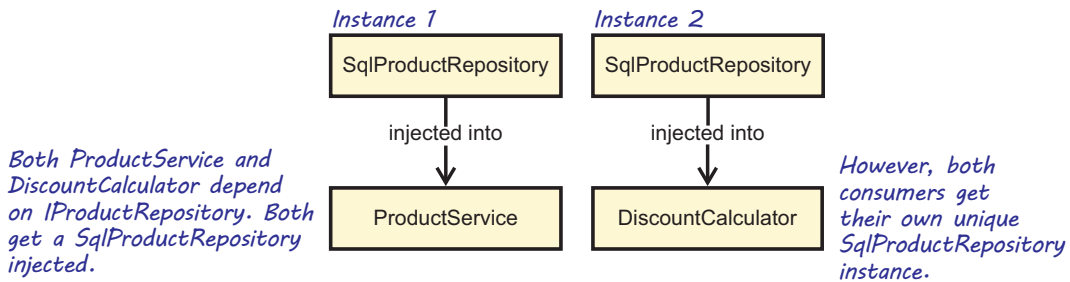 Instance 1
Instance 2
SqlProductRepository
SqlProductRepository
injected into
injected into
Both ProductService and
DiscountCalculator depend
on IProductRepository. Both
get a SqlProductRepository
injected.
ProductService
DiscountCalculator
However, both
consumers get
their own unique
SqlProductRepository
instance.